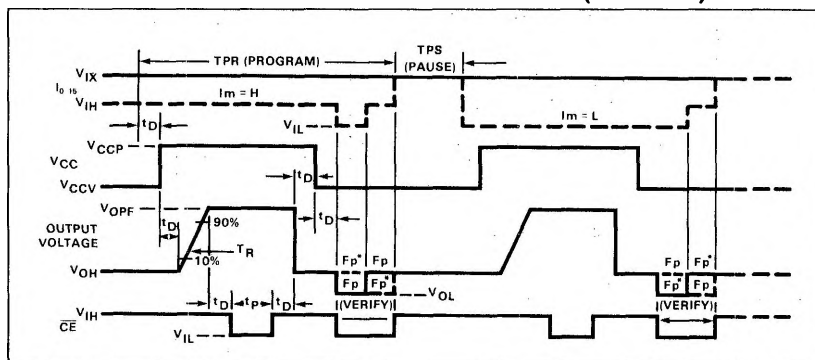 TPR (PROGRAM)
TPS
(PAUSE)
VIX
I0 15
VIH
Im = H
VIL
Im = L
tD
VCCP
VCC
VCCV
tD
tD
VOPF
tD
90%
OUTPUT
VOLTAGE
TR
10%
Fp* Fp
Fp Fp*
Fp Fp*
Fp* Fp
VOH
VOL
tD tP tD
(VERIFY)
(VERIFY)
VIH
CE
VIL